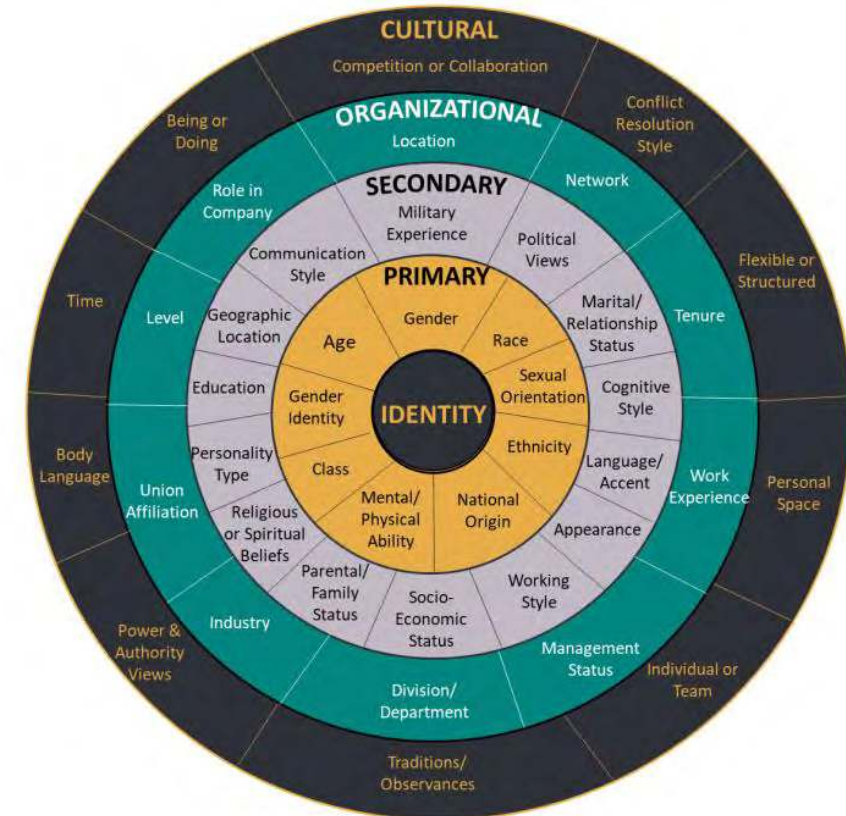 CULTURAL
Competition or Collaboration
Conflict
Resolution
Style
Flexible or
Structured
Personal
Space
Individual or
Team
Traditions/
Observances
Power &
Authority
Views
Body
Language
Time
Being or
Doing
ORGANIZATIONAL
Location
Network
Tenure
Work
Experience
Management
Status
Division/
Department
Industry
Union
Affiliation
Level
Role in
Company
SECONDARY
Military
Experience
Political
Views
Marital/
Relationship
Status
Cognitive
Style
Language/
Accent
Appearance
Working
Style
Socio-
Economic
Status
Parental/
Family
Status
Religious
or Spiritual
Beliefs
Personality
Type
Education
Geographic
Location
Communication
Style
PRIMARY
Gender
Race
Sexual
Orientation
Ethnicity
National
Origin
Mental/
Physical
Ability
Class
Gender
Identity
Age
IDENTITY